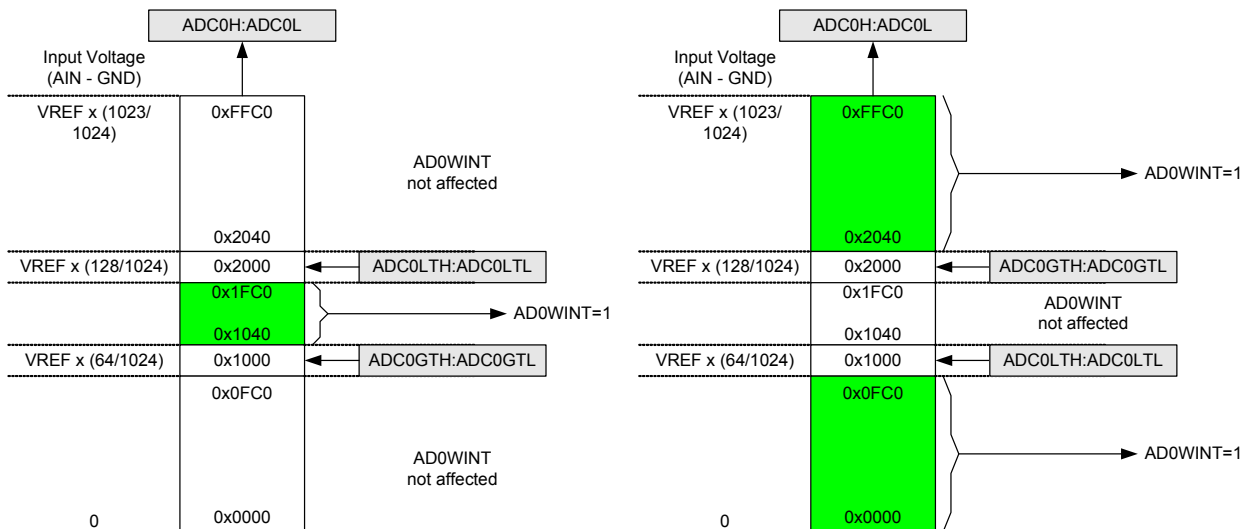 ADC0H:ADC0L
Input Voltage
(AIN - GND)
VREF x (1023/
1024)
0xFFC0
AD0WINT
not affected
0x2040
VREF x (128/1024)
0x2000
ADC0LTH:ADC0LTL
0x1FC0
AD0WINT=1
0x1040
VREF x (64/1024)
0x1000
ADC0GTH:ADC0GTL
0x0FC0
AD0WINT
not affected
0
0x0000
ADC0H:ADC0L
Input Voltage
(AIN - GND)
VREF x (1023/
1024)
0xFFC0
AD0WINT=1
0x2040
VREF x (128/1024)
0x2000
ADC0GTH:ADC0GTL
0x1FC0
AD0WINT
not affected
0x1040
VREF x (64/1024)
0x1000
ADC0LTH:ADC0LTL
0x0FC0
AD0WINT=1
0
0x0000